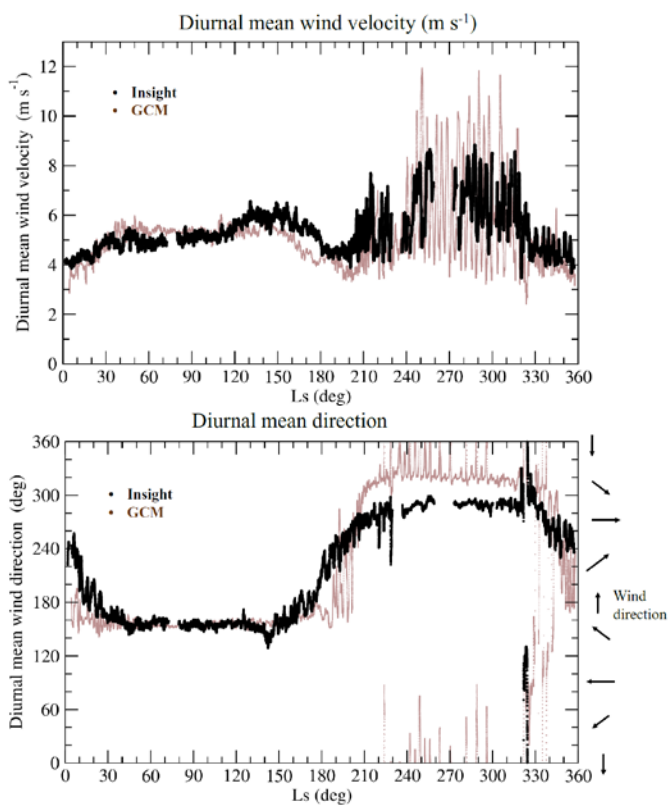 Diurnal mean wind velocity (m s⁻¹)
12
10
8
6
4
2
0
Diurnal mean wind velocity (m s⁻¹)
Insight
GCM
0 30 60 90 120 150 180 210 240 270 300 330 360
Ls (deg)
Diurnal mean direction
360
300
240
180
120
60
0
Diurnal mean wind direction (deg)
Insight
GCM
Wind
direction
0 30 60 90 120 150 180 210 240 270 300 330 360
Ls (deg)